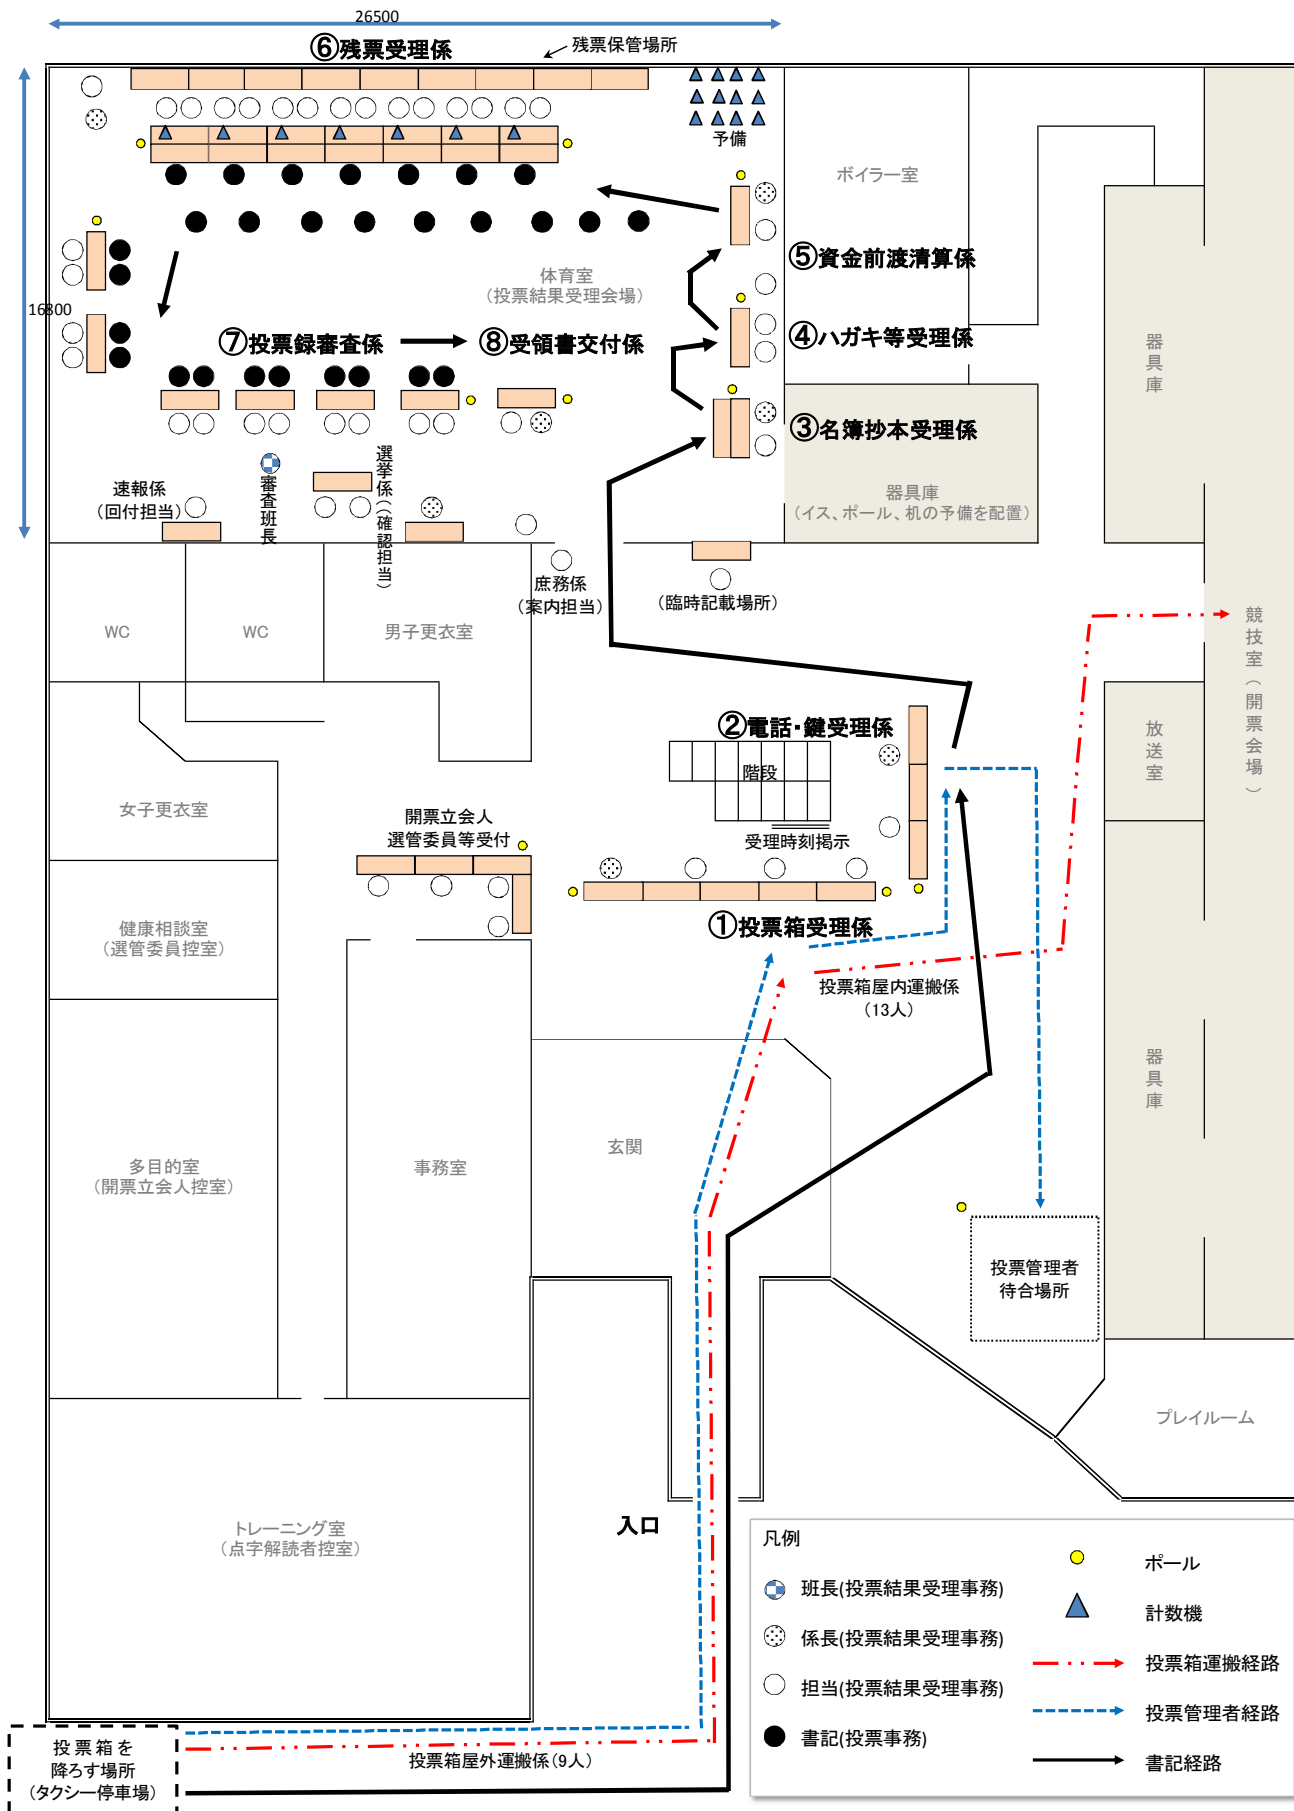 26500
⑥残票受理係
残票保管場所
予備
ボイラー室
16800
体育室
(投票結果受理会場)
⑤資金前渡清算係
④ハガキ等受理係
⑦投票録審査係
⑧受領書交付係
③名簿抄本受理係
器具庫
器具庫
(イス、ポール、机の予備を配置)
速報係
(回付担当)
審査班長
選挙係((確認担当)
庶務係
(案内担当)
(臨時記載場所)
WC
WC
男子更衣室
競技室(開票会場)
②電話・鍵受理係
階段
受理時刻掲示
放送室
女子更衣室
開票立会人
選管委員等受付
①投票箱受理係
健康相談室
(選管委員控室)
投票箱屋内運搬係
(13人)
器具庫
多目的室
(開票立会人控室)
事務室
玄関
投票管理者
待合場所
プレイルーム
トレーニング室
(点字解読者控室)
入口
凡例
班長(投票結果受理事務)
係長(投票結果受理事務)
担当(投票結果受理事務)
書記(投票事務)
ポール
計数機
投票箱運搬経路
投票管理者経路
書記経路
投票箱を
降ろす場所
(タクシー停車場)
投票箱屋外運搬係(9人)